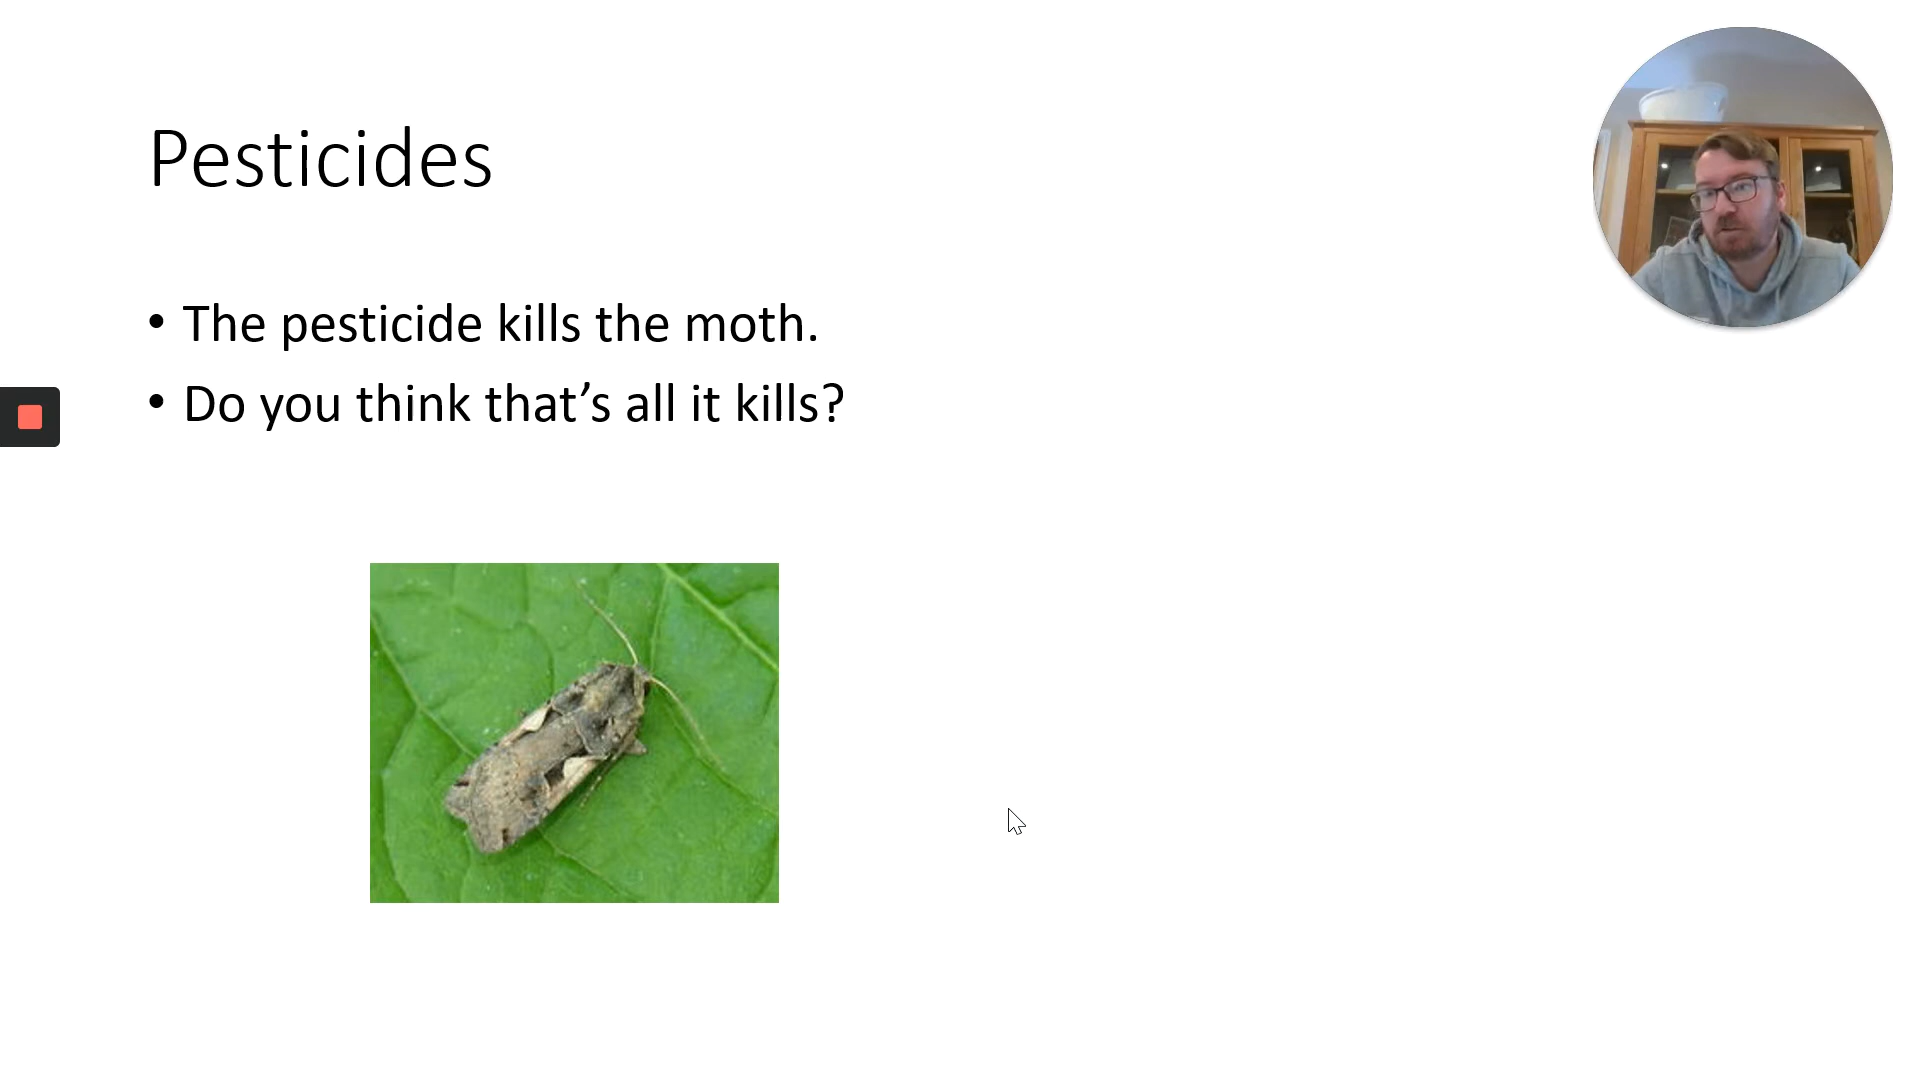 Pesticides
• The pesticide kills the moth.
• Do you think that’s all it kills?